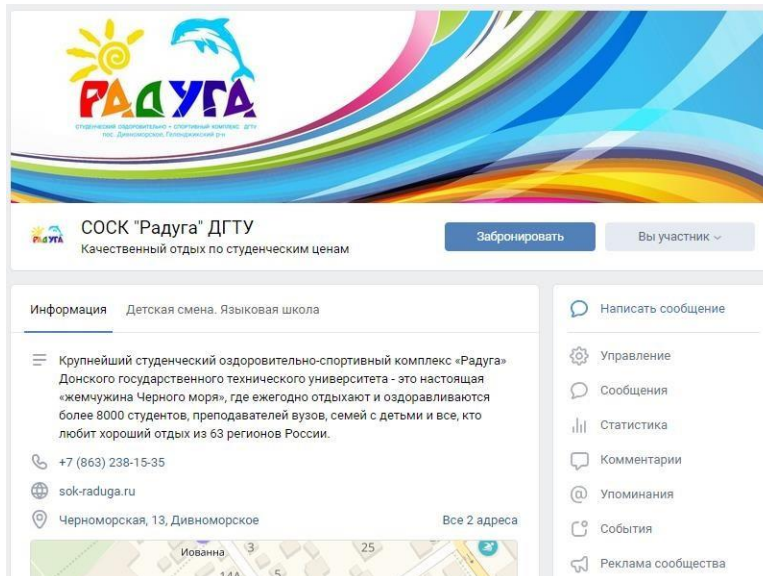 РАДУГА
СТУДЕНЧЕСКИЙ ОЗДОРОВИТЕЛЬНО - СПОРТИВНЫЙ КОМПЛЕКС ДГТУ
пос. Дивноморское, Геленджикский р-н
РАДУГА
СОСК "Радуга" ДГТУ
Качественный отдых по студенческим ценам
Забронировать
Вы участник
Информация
Детская смена. Языковая школа
Крупнейший студенческий оздоровительно-спортивный комплекс «Радуга»
Донского государственного технического университета - это настоящая
«жемчужина Черного моря», где ежегодно отдыхают и оздоравливаются
более 8000 студентов, преподавателей вузов, семей с детьми и все, кто
любит хороший отдых из 63 регионов России.
+7 (863) 238-15-35
sok-raduga.ru
Черноморская, 13, Дивноморское
Все 2 адреса
Иованна
3
25
14А
5
Написать сообщение
Управление
Сообщения
Статистика
Комментарии
Упоминания
События
Реклама сообщества